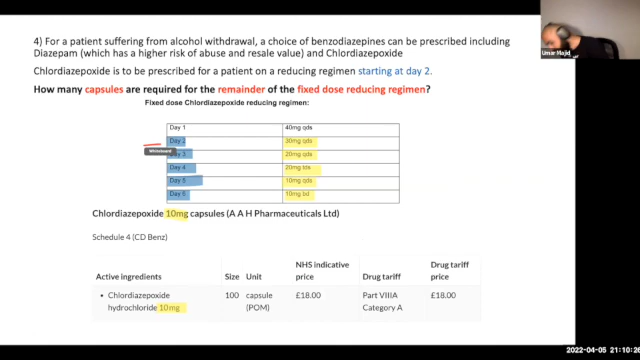 4) For a patient suffering from alcohol withdrawal, a choice of benzodiazepines can be prescribed including
Diazepam (which has a higher risk of abuse and resale value) and Chlordiazepoxide
Chlordiazepoxide is to be prescribed for a patient on a reducing regimen starting at day 2.
How many capsules are required for the remainder of the fixed dose reducing regimen?
Fixed dose Chlordiazepoxide reducing regimen:
Day 1 40mg qds
Day 2 30mg qds
Whiteboard
Day 3 20mg qds
Day 4 20mg tds
Day 5 10mg qds
Day 6 10mg bd
Chlordiazepoxide 10mg capsules (A A H Pharmaceuticals Ltd)
Schedule 4 (CD Benz)
Active ingredients Size Unit NHS indicative price Drug tariff Drug tariff price
• Chlordiazepoxide hydrochloride 10mg 100 capsule (POM) £18.00 Part VIIIA Category A £18.00
Umar Majid
2022-04-05 21:10:26